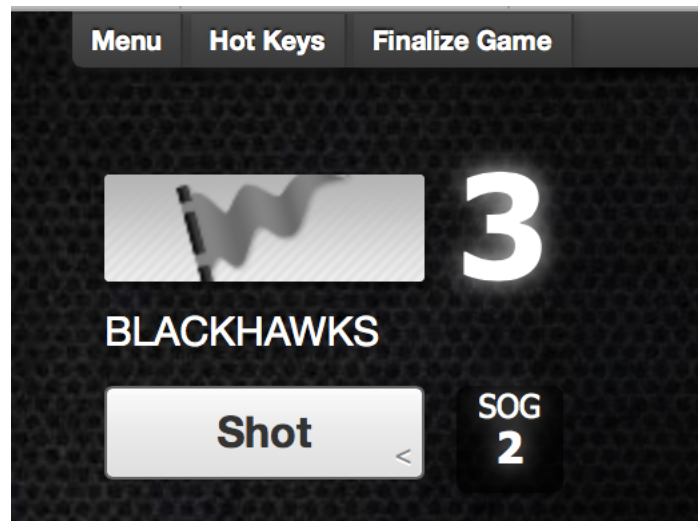 Menu Hot Keys Finalize Game
3
BLACKHAWKS
Shot <
SOG
2